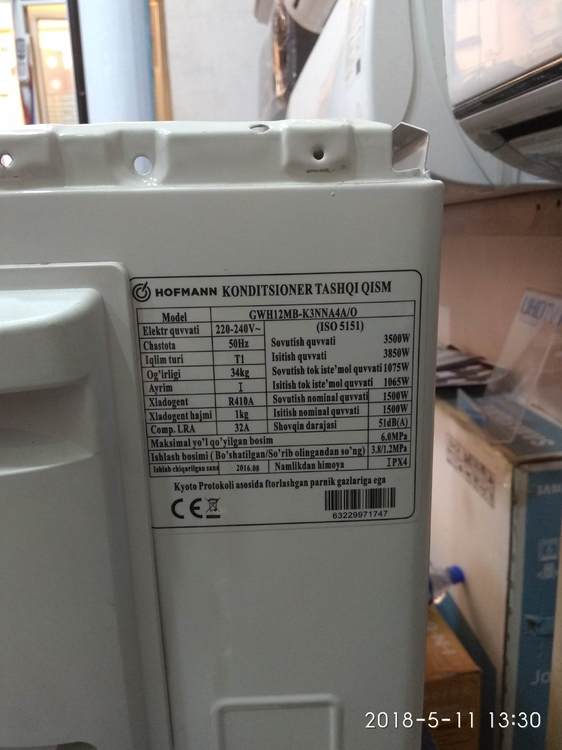 HOFMANN KONDITSIONER TASHQI QISM
Model GWH12MB-K3NNA4A/O
Elektr quvvati 220-240V~ (ISO 5151)
Chastota 50Hz Sovutish quvvati 3500W
Iqlim turi T1 Isitish quvvati 3850W
Og'irligi 34kg Sovutish tok iste'mol quvvati 1075W
Ayrim I Isitish tok iste'mol quvvati 1065W
Xladogent R410A Sovutish nominal quvvati 1500W
Xladogent hajmi 1kg Isitish nominal quvvati 1500W
Comp. LRA 32A Shovqin darajasi 51dB(A)
Maksimal yo'l qo'yilgan bosim 6.0MPa
Ishlash bosimi (Bo'shatilgan/So'rib olingandan so'ng) 3.8/1.2MPa
Ishlab chiqarilgan sana 2016.08 Namlikdan himoya IPX4
Kyoto Protokoli asosida ftorlashgan parnik gazlariga ega
CE
63229971747
2018-5-11 13:30